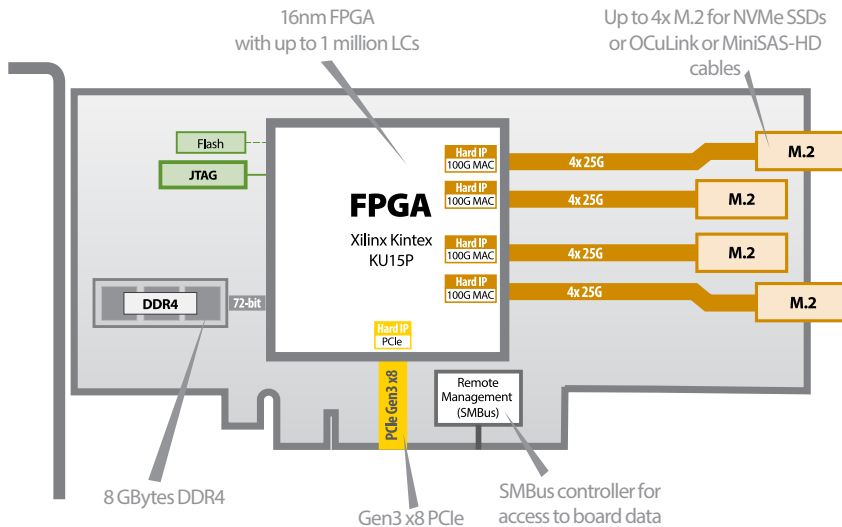 16nm FPGA
with up to 1 million LCs
Up to 4x M.2 for NVMe SSDs
or OCuLink or MiniSAS-HD
cables
Flash
JTAG
FPGA
Xilinx Kintex
KU15P
Hard IP
100G MAC
4x 25G
M.2
Hard IP
100G MAC
4x 25G
M.2
Hard IP
100G MAC
4x 25G
M.2
Hard IP
100G MAC
4x 25G
M.2
DDR4
72-bit
Hard IP
PCIe
PCIe Gen3 x8
Remote
Management
(SMBus)
8 GBytes DDR4
Gen3 x8 PCIe
SMBus controller for
access to board data